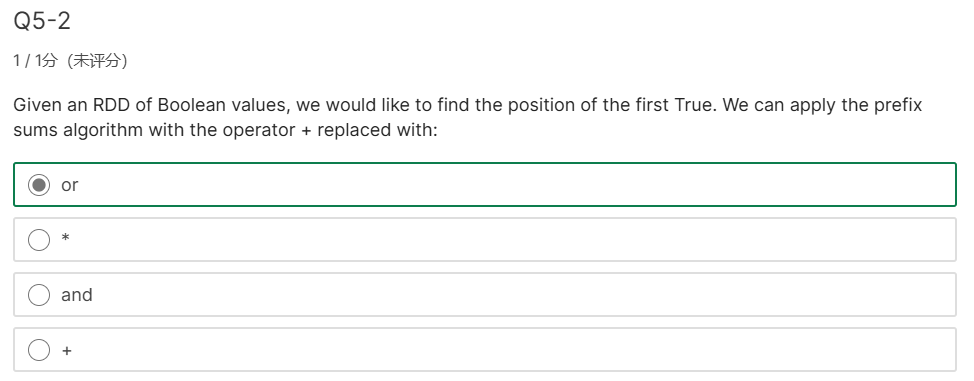 Q5-2
1 / 1分（未评分）
Given an RDD of Boolean values, we would like to find the position of the first True. We can apply the prefix
sums algorithm with the operator + replaced with:
or
*
and
+